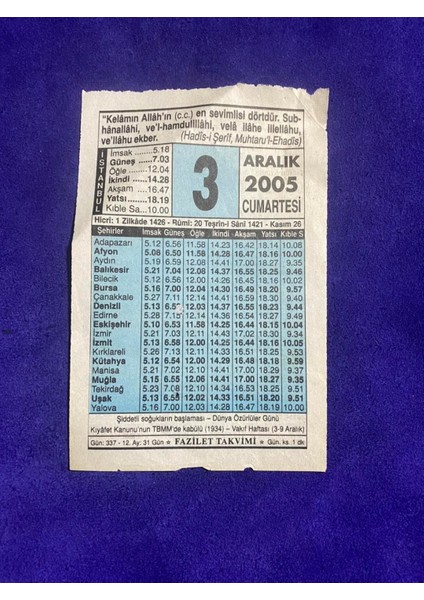 "Kelâmın Allâh'ın (c.c.) en sevimlisi dörtdür. Sub-
hânallâhi, ve'l-hamdulillâhi, velâ ilâhe illellâhu,
ve'llâhu ekber. (Hadîs-i Şerîf, Muhtaru'l-Ehadîs)
İSTANBUL
İmsak 5.18
Güneş 7.03
Öğle 12.04
İkindi 14.28
Akşam 16.47
Yatsı 18.19
Kıble Sa. 10.00
3
ARALIK
2005
CUMARTESİ
Hicrî: 1 Zilkâde 1426 - Rûmî: 20 Teşrîn-i Sânî 1421 - Kasım 26
Şehirler İmsak Güneş Öğle İkindi Akşam Yatsı Kıble S
Adapazarı 5.12 6.56 11.58 14.23 16.42 18.14 10.08
Afyon 5.08 6.50 11.58 14.28 16.47 18.16 10.00
Aydın 5.19 6.59 12.08 14.41 17.00 18.27 9.35
Balıkesir 5.21 7.04 12.08 14.37 16.55 18.26 9.46
Bilecik 5.12 6.56 12.00 14.26 16.45 18.16
Bursa 5.16 7.00 12.04 14.30 16.49 18.20 9.57
Çanakkale 5.27 7.11 12.14 14.41 16.59 18.30 9.40
Denizli 5.13 12.03 14.37 16.55 18.23 9.44
Edirne 5.28 12.14 14.36 16.54 18.27 9.49
Eskişehir 5.10 6.53 11.58 14.25 16.44 18.15 10.04
İzmir 5.21 7.03 12.11 14.43 17.02 18.30 9.34
İzmit 5.13 6.58 12.00 14.25 16.44 18.16 10.05
Kırklareli 5.26 7.13 12.11 14.33 16.51 18.25 9.53
Kütahya 5.12 6.54 12.00 14.29 16.48 18.18 9.59
Manisa 5.21 7.02 12.10 14.41 17.00 18.29 9.37
Muğla 5.15 6.55 12.06 14.41 17.00 18.27 9.35
Tekirdağ 5.23 7.08 12.10 14.34 16.53 18.25 9.51
Uşak 5.13 6.55 12.02 14.33 16.51 18.20 9.51
Yalova 5.16 7.00 12.03 14.28 16.47 18.19 10.00
Şiddetli soğukların başlaması – Dünya Özürlüler Günü
Kıyâfet Kanunu'nun TBMM'de kabûlü (1934) – Vakıf Haftası (3-9 Aralık)
Gün: 337 - 12. Ay: 31 Gün ★ FAZİLET TAKVİMİ ★ Gün. ks. 1 dk